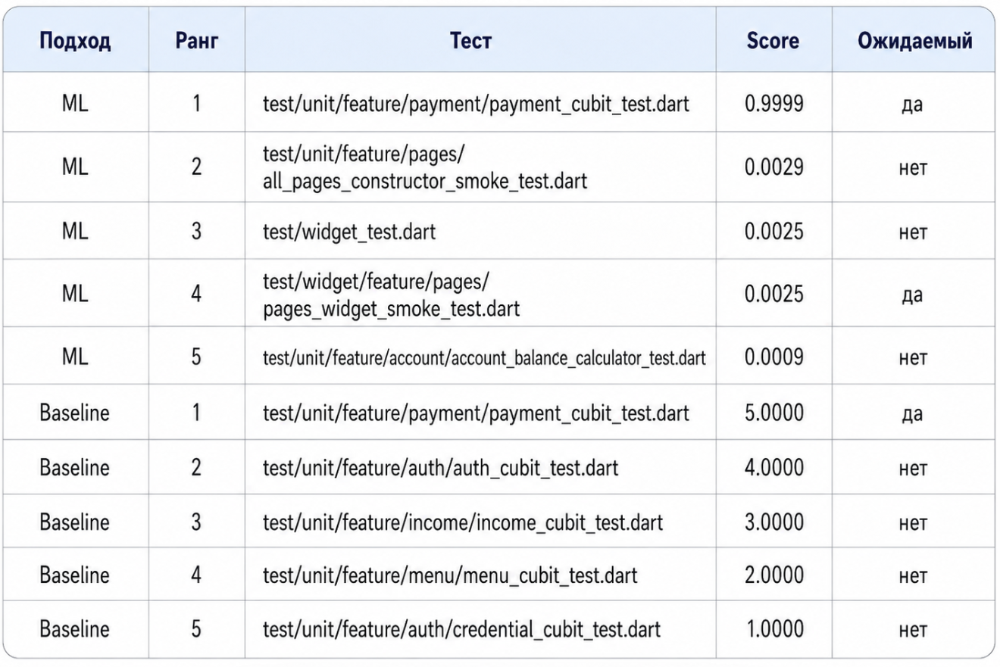 Подход Ранг Тест Score Ожидаемый
ML 1 test/unit/feature/payment/payment_cubit_test.dart 0.9999 да
ML 2 test/unit/feature/pages/
all_pages_constructor_smoke_test.dart 0.0029 нет
ML 3 test/widget_test.dart 0.0025 нет
ML 4 test/widget/feature/pages/
pages_widget_smoke_test.dart 0.0025 да
ML 5 test/unit/feature/account/account_balance_calculator_test.dart 0.0009 нет
Baseline 1 test/unit/feature/payment/payment_cubit_test.dart 5.0000 да
Baseline 2 test/unit/feature/auth/auth_cubit_test.dart 4.0000 нет
Baseline 3 test/unit/feature/income/income_cubit_test.dart 3.0000 нет
Baseline 4 test/unit/feature/menu/menu_cubit_test.dart 2.0000 нет
Baseline 5 test/unit/feature/auth/credential_cubit_test.dart 1.0000 нет